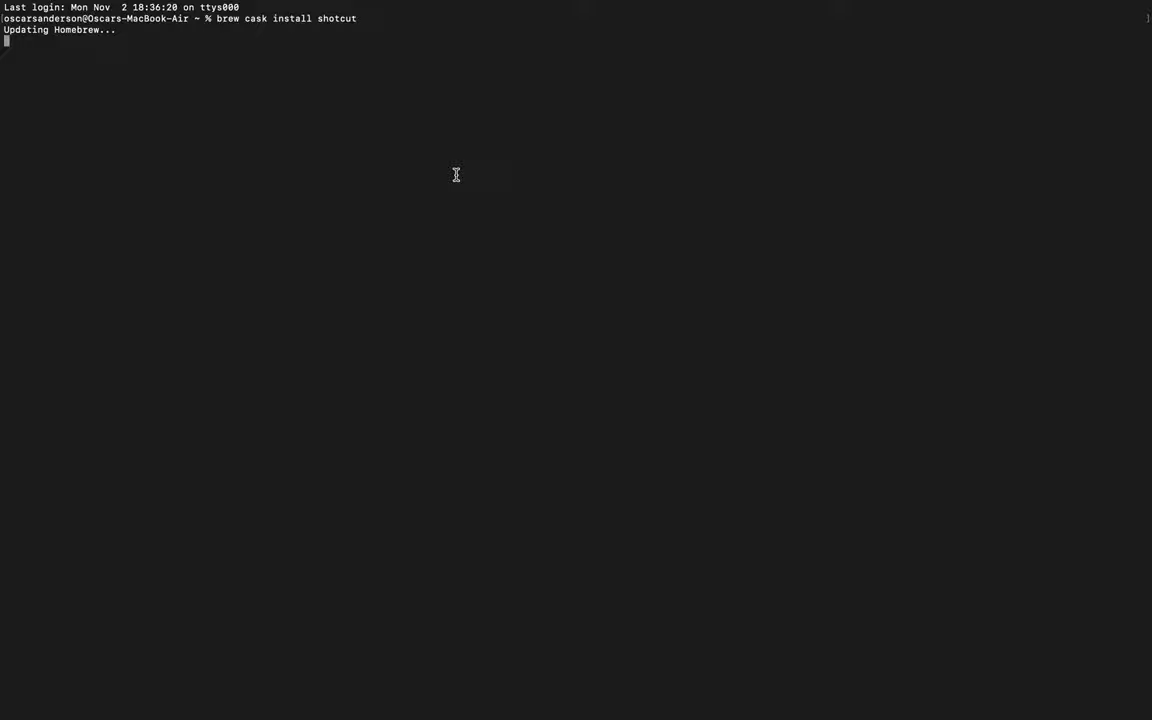 Last login: Mon Nov  2 18:36:20 on ttys000
[oscarsanderson@Oscars-MacBook-Air ~ % brew cask install shotcut ]
Updating Homebrew...